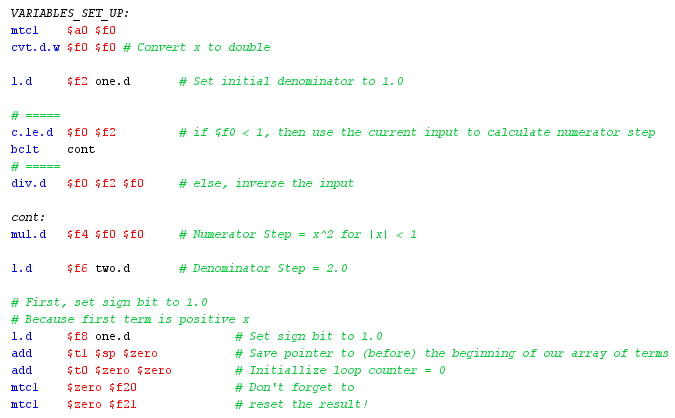 VARIABLES_SET_UP:
mtc1 $a0 $f0
cvt.d.w $f0 $f0 # Convert x to double
l.d $f2 one.d # Set initial denominator to 1.0
# =====
c.le.d $f0 $f2 # if $f0 < 1, then use the current input to calculate numerator step
bc1t cont
# =====
div.d $f0 $f2 $f0 # else, inverse the input
cont:
mul.d $f4 $f0 $f0 # Numerator Step = x^2 for |x| < 1
l.d $f6 two.d # Denominator Step = 2.0
# First, set sign bit to 1.0
# Because first term is positive x
l.d $f8 one.d # Set sign bit to 1.0
add $t1 $sp $zero # Save pointer to (before) the beginning of our array of terms
add $t0 $zero $zero # Initiallize loop counter = 0
mtc1 $zero $f20 # Don't forget to
mtc1 $zero $f21 # reset the result!